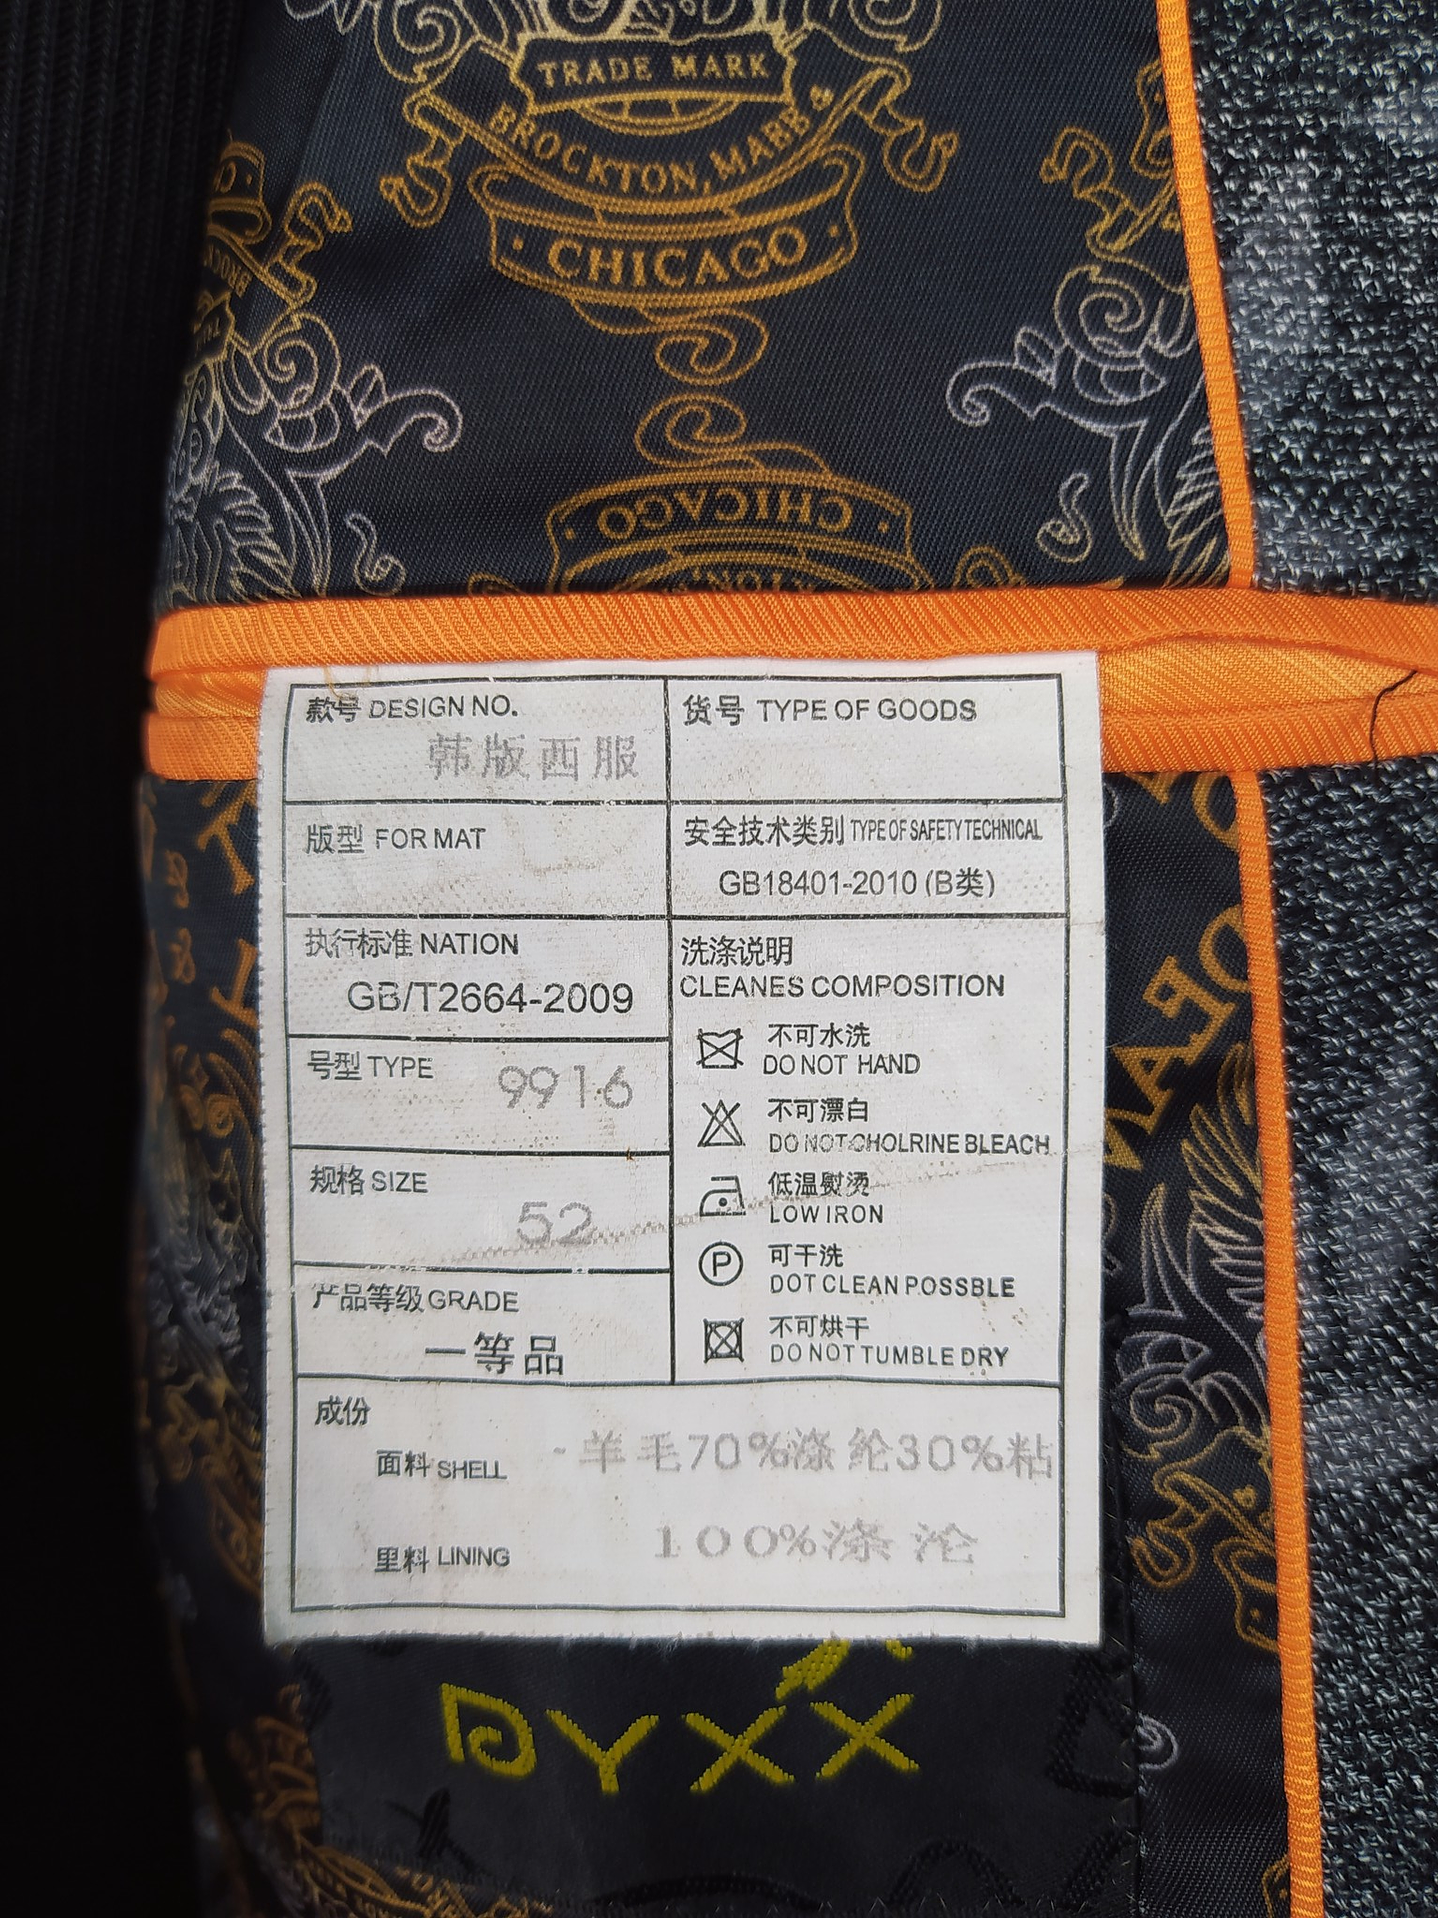 TRADE MARK
BROCKTON, MABB
CHICAGO
CHICAGO
款号 DESIGN NO.
韩版西服
货号 TYPE OF GOODS
版型 FOR MAT
安全技术类别 TYPE OF SAFETY TECHNICAL
GB18401-2010 (B类)
执行标准 NATION
GB/T2664-2009
号型 TYPE
9916
规格 SIZE
52
产品等级 GRADE
一等品
洗涤说明
CLEANES COMPOSITION
不可水洗
DO NOT HAND
不可漂白
DO NOT CHOLRINE BLEACH
低温熨烫
LOW IRON
P
可干洗
DOT CLEAN POSSBLE
不可烘干
DO NOT TUMBLE DRY
成份
面料 SHELL -羊毛70%涤纶30%粘
里料 LINING 100%涤沦
DYXX